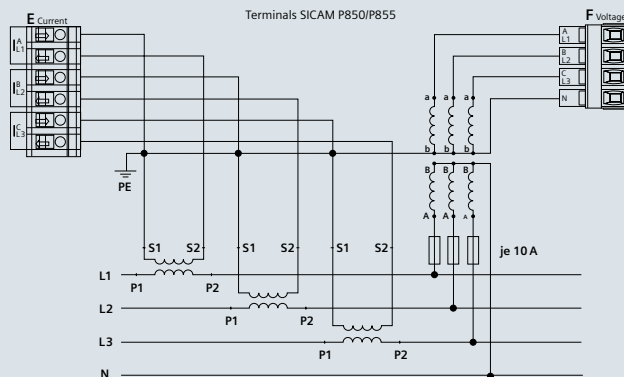 Terminals SICAM P850/P855
E Current
F Voltage
I A L1
I B L2
I C L3
A L1
B L2
C L3
N
a a a
b b b
PE
B B B
A A A
S1 S2 S1 S2 S1 S2
je 10 A
L1
P1 P2
L2
P1 P2
L3
P1 P2
N